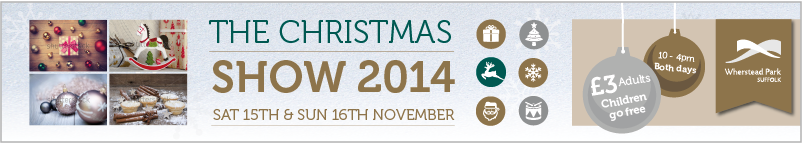 THE CHRISTMAS
SHOW 2014
SAT 15TH & SUN 16TH NOVEMBER
£3 Adults
Children
go free
10 - 4pm
Both days
Wherstead Park
SUFFOLK